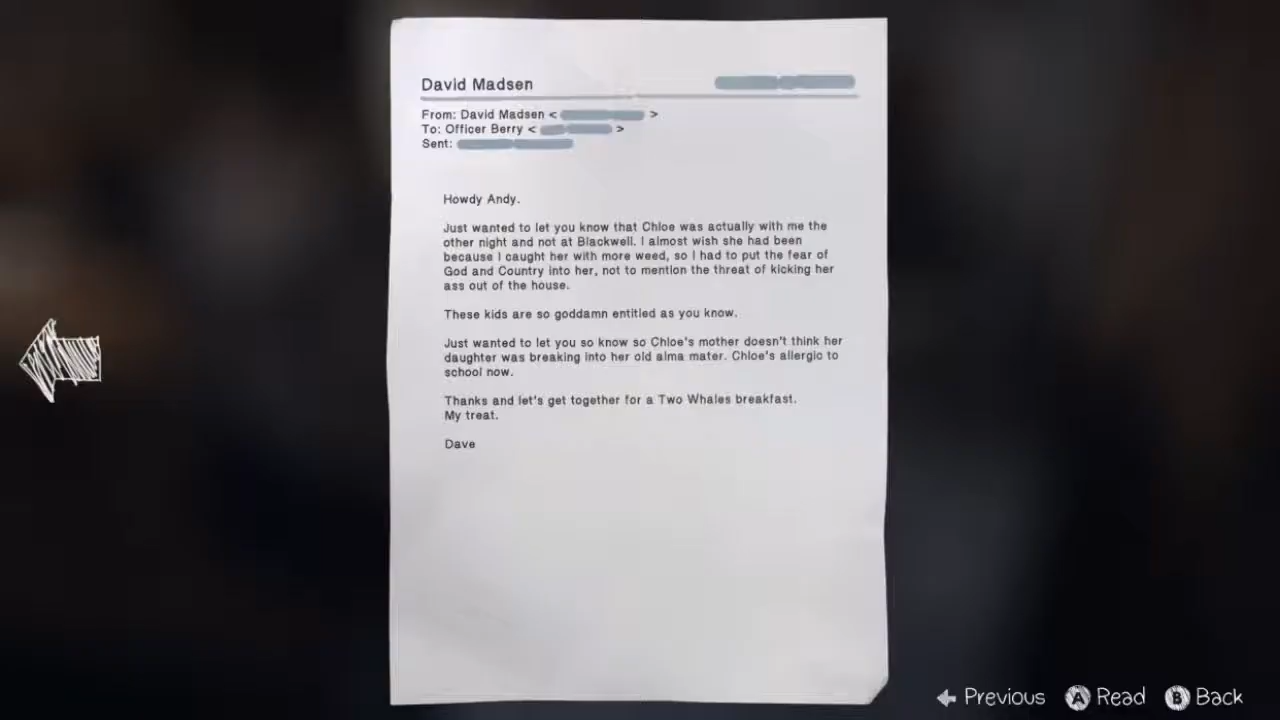 David Madsen
From: David Madsen < >
To: Officer Berry < >
Sent:
Howdy Andy.
Just wanted to let you know that Chloe was actually with me the
other night and not at Blackwell. I almost wish she had been
because I caught her with more weed, so I had to put the fear of
God and Country into her, not to mention the threat of kicking her
ass out of the house.
These kids are so goddamn entitled as you know.
Just wanted to let you so know so Chloe's mother doesn't think her
daughter was breaking into her old alma mater. Chloe's allergic to
school now.
Thanks and let's get together for a Two Whales breakfast.
My treat.
Dave
Previous A Read B Back